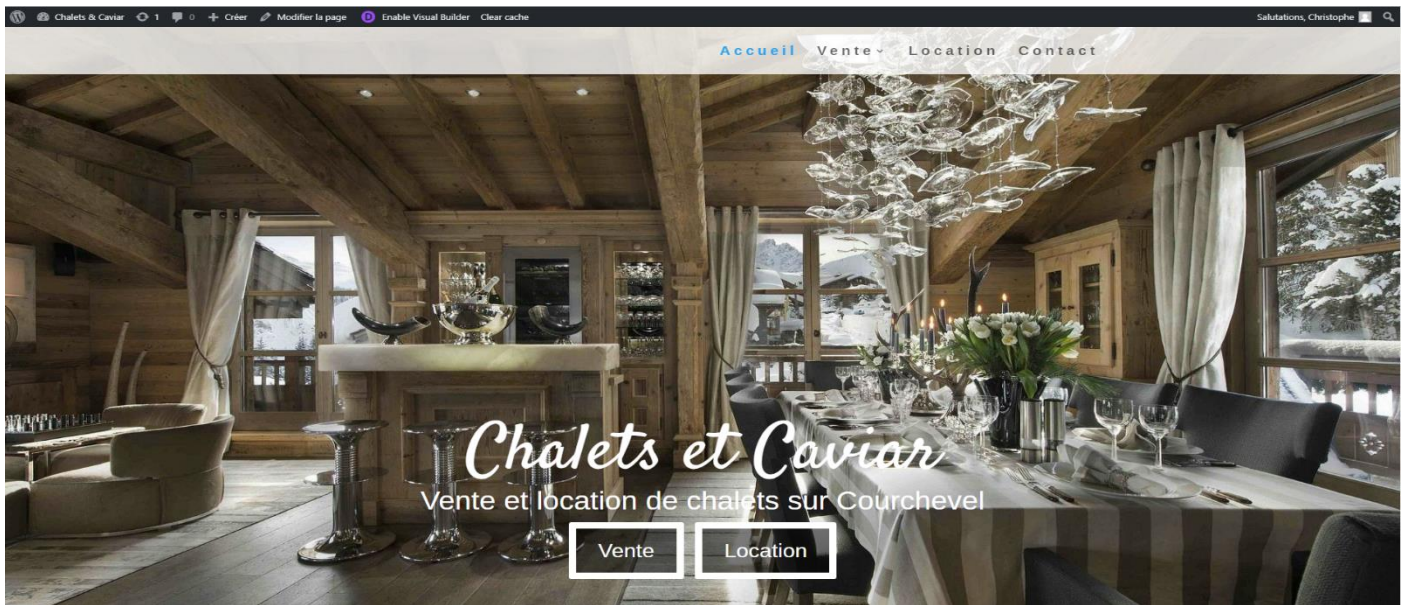 Chalets & Caviar 1 0 Créer Modifier la page Enable Visual Builder Clear cache Salutations, Christophe
Accueil Vente Location Contact
Chalets et Caviar
Vente et location de chalets sur Courchevel
Vente Location